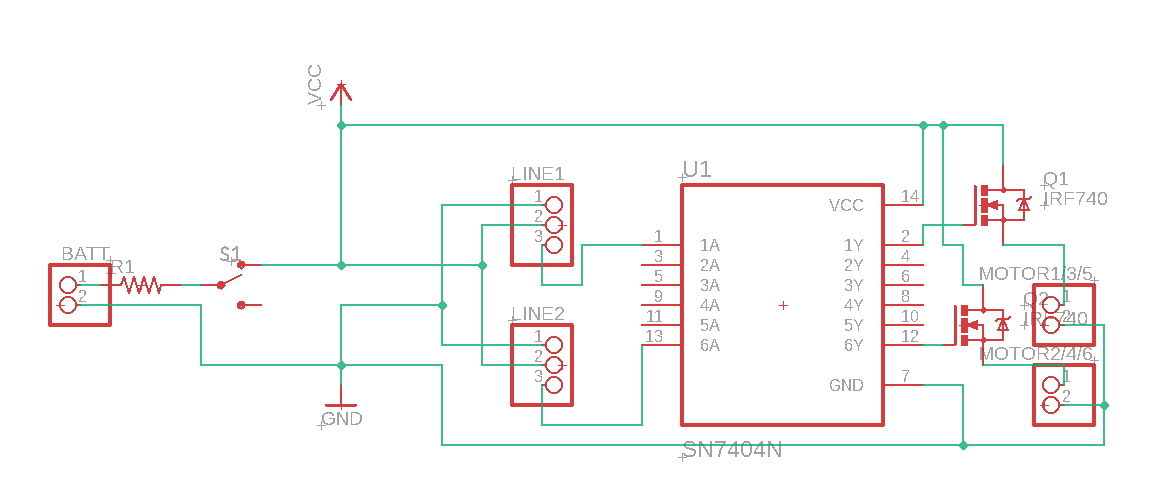 VCC
LINE1
1
2
3
U1
VCC
14
1
1A
1Y
2
3
2A
2Y
4
5
3A
3Y
6
9
4A
4Y
8
11
5A
5Y
10
13
6A
6Y
12
GND
7
SN7404N
Q1
IRF740
BATT
1
2
R1
S1
MOTOR1/3/5
1
2
Q2
IRF740
LINE2
1
2
3
MOTOR2/4/6
1
2
GND